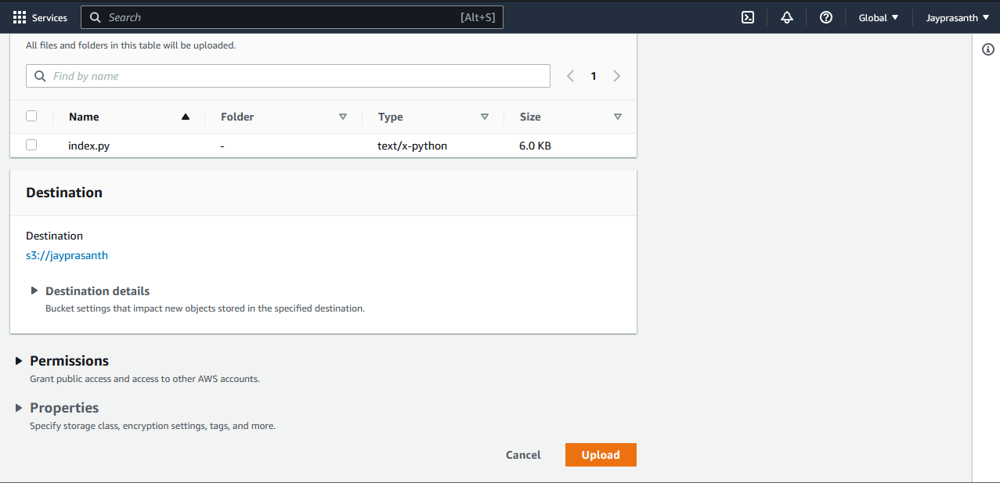 Services Search [Alt+S] Global Jayprasanth
All files and folders in this table will be uploaded.
Find by name 1
Name Folder Type Size
index.py - text/x-python 6.0 KB
Destination
Destination
s3://jayprasanth
Destination details
Bucket settings that impact new objects stored in the specified destination.
Permissions
Grant public access and access to other AWS accounts.
Properties
Specify storage class, encryption settings, tags, and more.
Cancel Upload